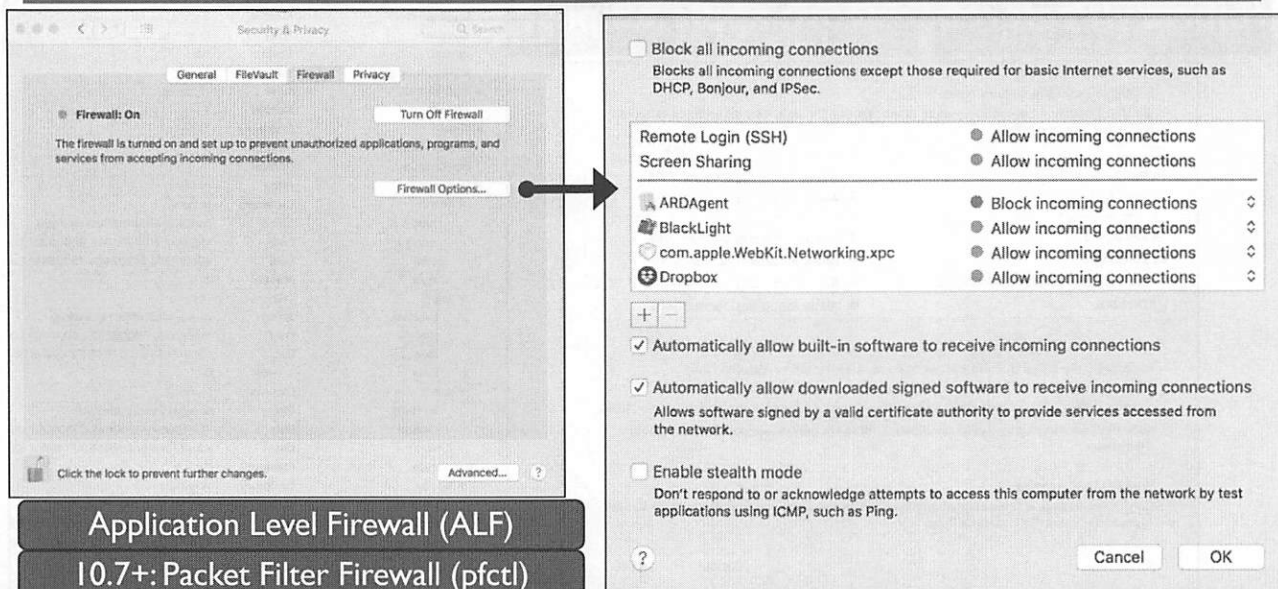 Security & Privacy
Search
General FileVault Firewall Privacy
Firewall: On
Turn Off Firewall
The firewall is turned on and set up to prevent unauthorized applications, programs, and
services from accepting incoming connections.
Firewall Options...
Click the lock to prevent further changes.
Advanced... ?
Application Level Firewall (ALF)
10.7+: Packet Filter Firewall (pfctl)
Block all incoming connections
Blocks all incoming connections except those required for basic Internet services, such as
DHCP, Bonjour, and IPSec.
Remote Login (SSH) Allow incoming connections
Screen Sharing Allow incoming connections
ARDAgent Block incoming connections
BlackLight Allow incoming connections
com.apple.WebKit.Networking.xpc Allow incoming connections
Dropbox Allow incoming connections
+ −
Automatically allow built-in software to receive incoming connections
Automatically allow downloaded signed software to receive incoming connections
Allows software signed by a valid certificate authority to provide services accessed from
the network.
Enable stealth mode
Don't respond to or acknowledge attempts to access this computer from the network by test
applications using ICMP, such as Ping.
?
Cancel OK